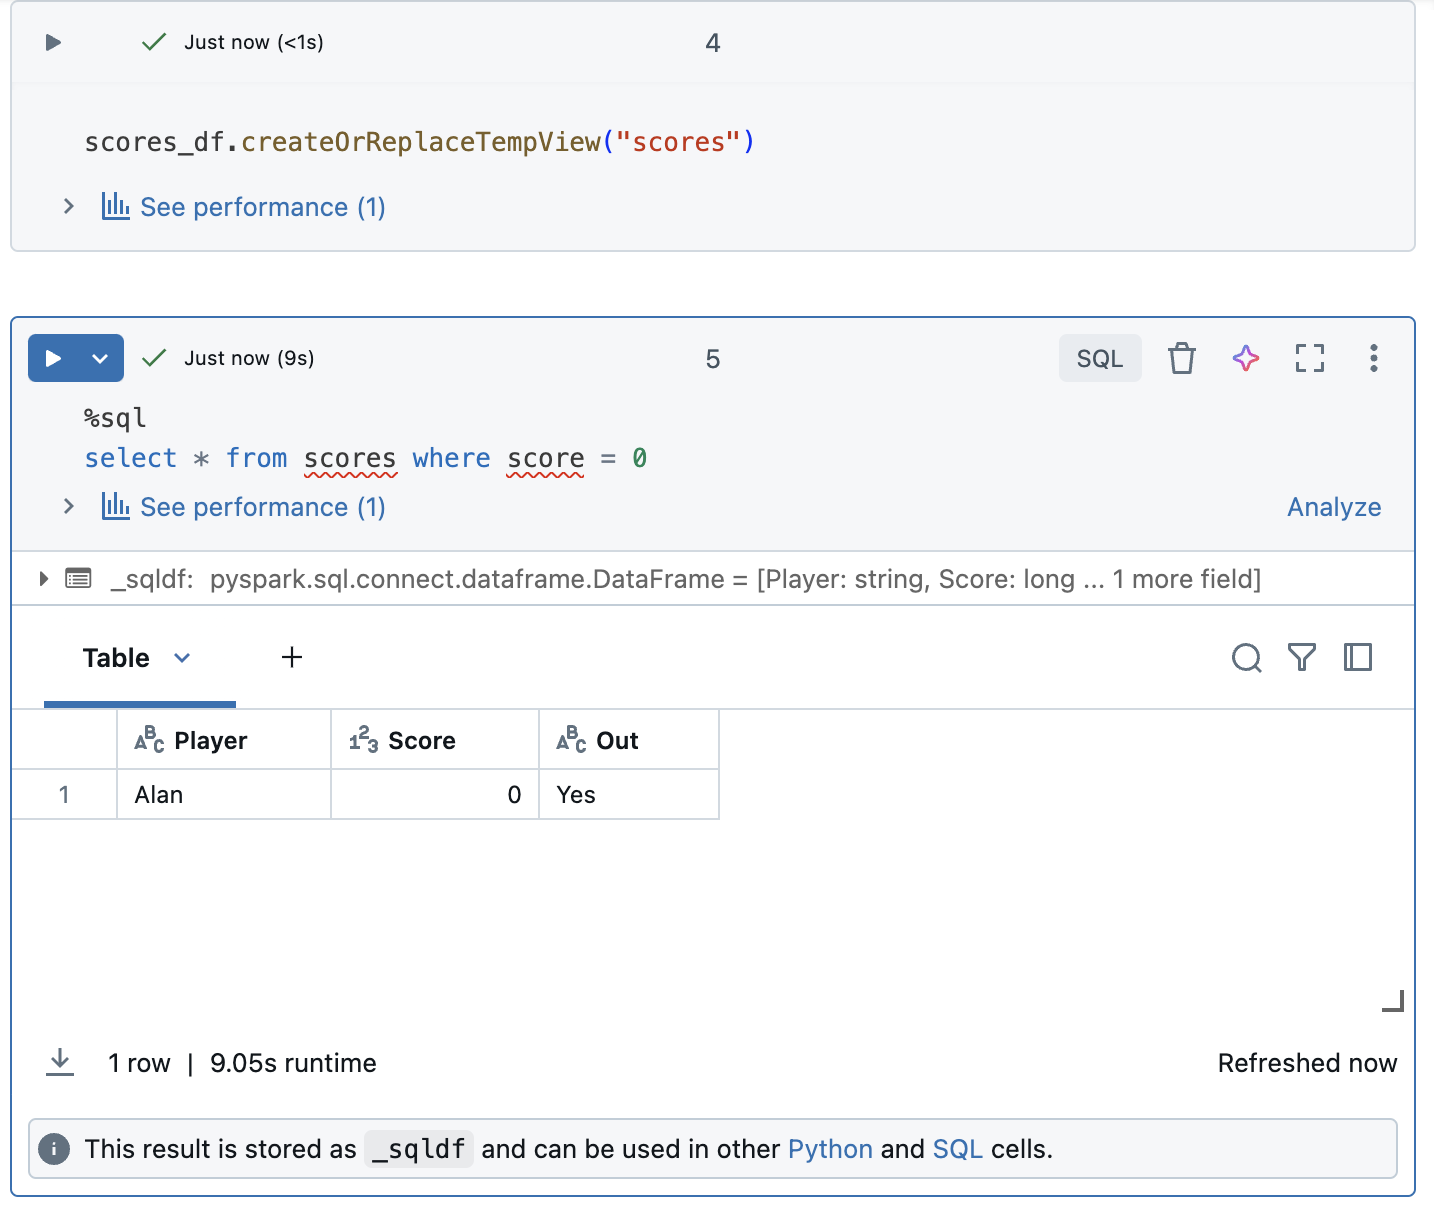 Just now (<1s)
4
scores_df.createOrReplaceTempView("scores")
See performance (1)
Just now (9s)
5
SQL
%sql
select * from scores where score = 0
See performance (1)
Analyze
_sqldf: pyspark.sql.connect.dataframe.DataFrame = [Player: string, Score: long ... 1 more field]
Table
+
ABC Player
123 Score
ABC Out
1
Alan
0
Yes
1 row | 9.05s runtime
Refreshed now
This result is stored as _sqldf and can be used in other Python and SQL cells.